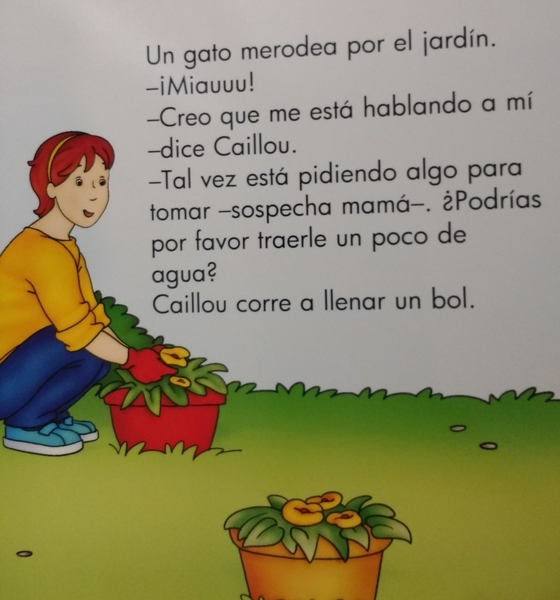 Un gato merodea por el jardín.
–¡Miauuu!
–Creo que me está hablando a mí
–dice Caillou.
–Tal vez está pidiendo algo para
tomar –sospecha mamá–. ¿Podrías
por favor traerle un poco de
agua?
Caillou corre a llenar un bol.